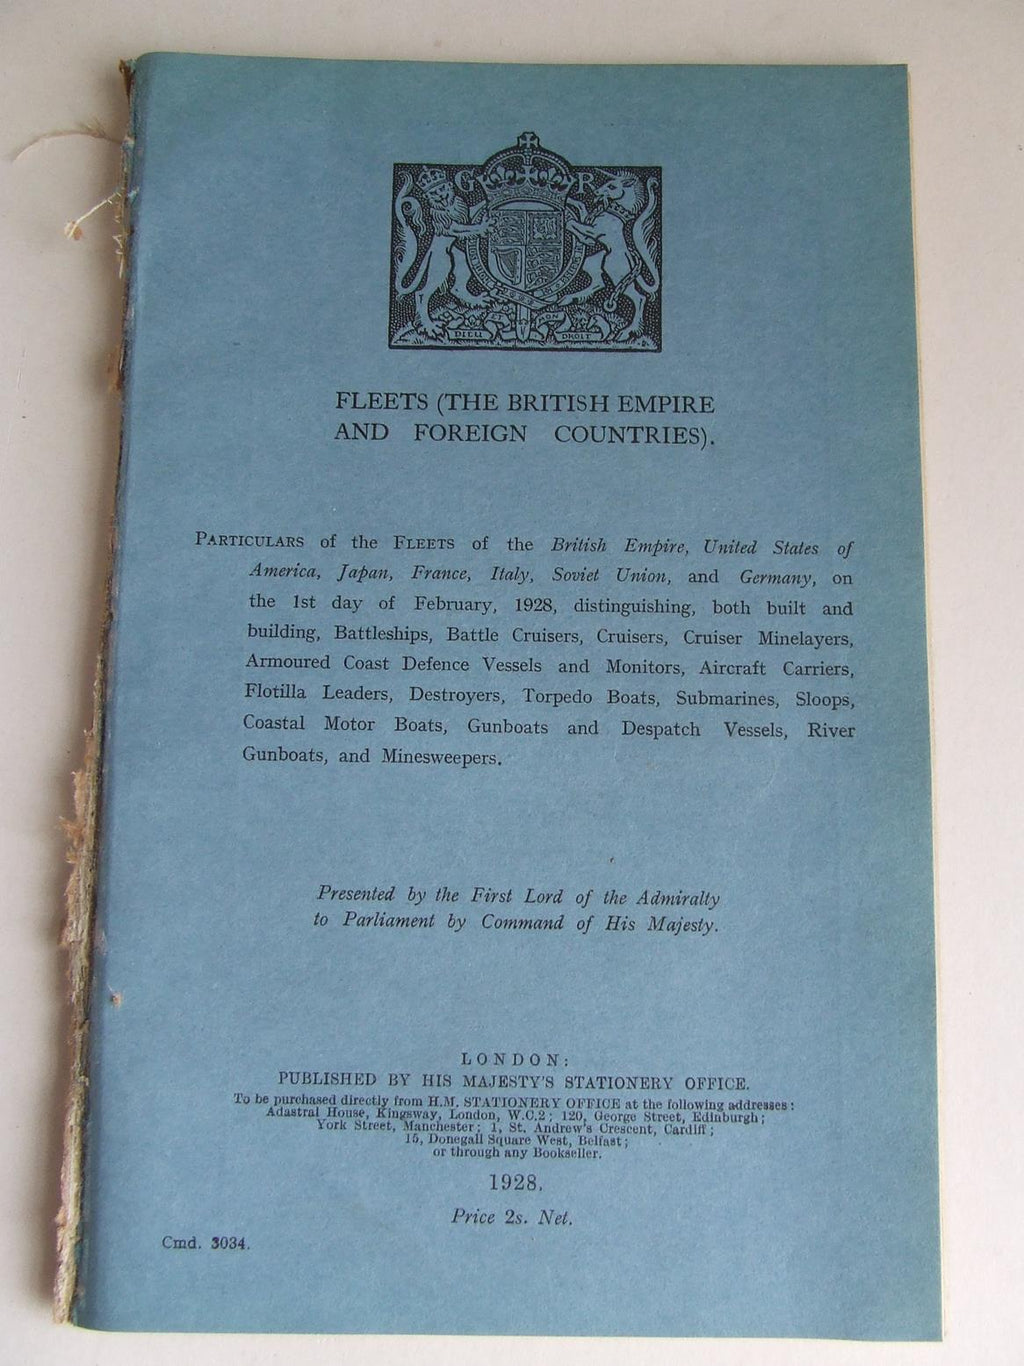 G R
DIEU ET MON DROIT
FLEETS (THE BRITISH EMPIRE
AND FOREIGN COUNTRIES).
PARTICULARS of the FLEETS of the British Empire, United States of
America, Japan, France, Italy, Soviet Union, and Germany, on
the 1st day of February, 1928, distinguishing, both built and
building, Battleships, Battle Cruisers, Cruisers, Cruiser Minelayers,
Armoured Coast Defence Vessels and Monitors, Aircraft Carriers,
Flotilla Leaders, Destroyers, Torpedo Boats, Submarines, Sloops,
Coastal Motor Boats, Gunboats and Despatch Vessels, River
Gunboats, and Minesweepers.
Presented by the First Lord of the Admiralty
to Parliament by Command of His Majesty.
LONDON:
PUBLISHED BY HIS MAJESTY'S STATIONERY OFFICE.
To be purchased directly from H.M. STATIONERY OFFICE at the following addresses:
Adastral House, Kingsway, London, W.C.2; 120, George Street, Edinburgh;
York Street, Manchester; 1, St. Andrew's Crescent, Cardiff;
15, Donegall Square West, Belfast;
or through any Bookseller.
1928.
Price 2s. Net.
Cmd. 3034.